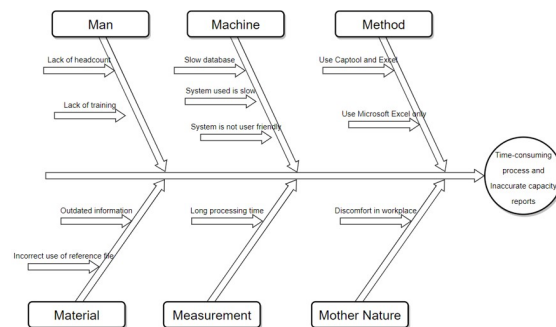 Man
Machine
Method
Lack of headcount
Slow database
Use Captool and Excel
System used is slow
Lack of training
Use Microsoft Excel only
System is not user friendly
Time-consuming
process and
Inaccurate capacity
reports
Outdated information
Long processing time
Discomfort in workplace
Incorrect use of reference file
Material
Measurement
Mother Nature